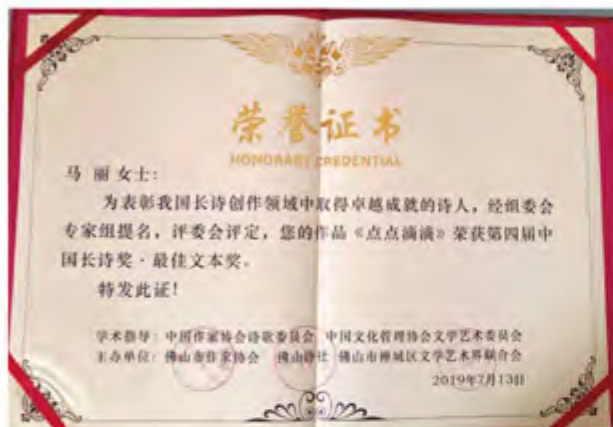 荣誉证书
HONORARY CREDENTIAL
马 丽 女士:
为表彰我国长诗创作领域中取得卓越成就的诗人，经组委会
专家组提名，评委会评定，您的作品《点点滴滴》荣获第四届中
国长诗奖·最佳文本奖。
特发此证！
学术指导: 中国作家协会诗歌委员会 中国文化管理协会文学艺术委员会
主办单位: 佛山市作家协会 佛山诗社 佛山市禅城区文学艺术界联合会
2019年7月13日